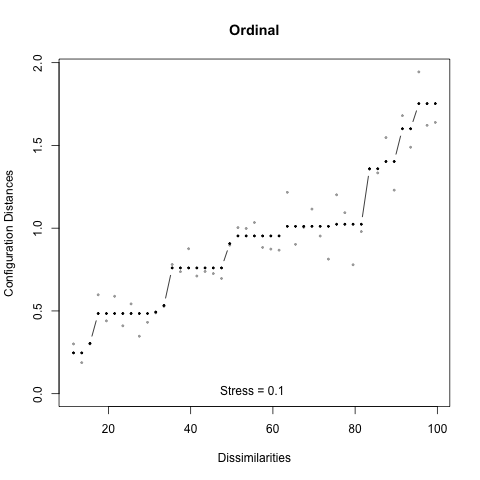 Ordinal
2.0
1.5
1.0
0.5
0.0
Configuration Distances
Stress = 0.1
20 40 60 80 100
Dissimilarities